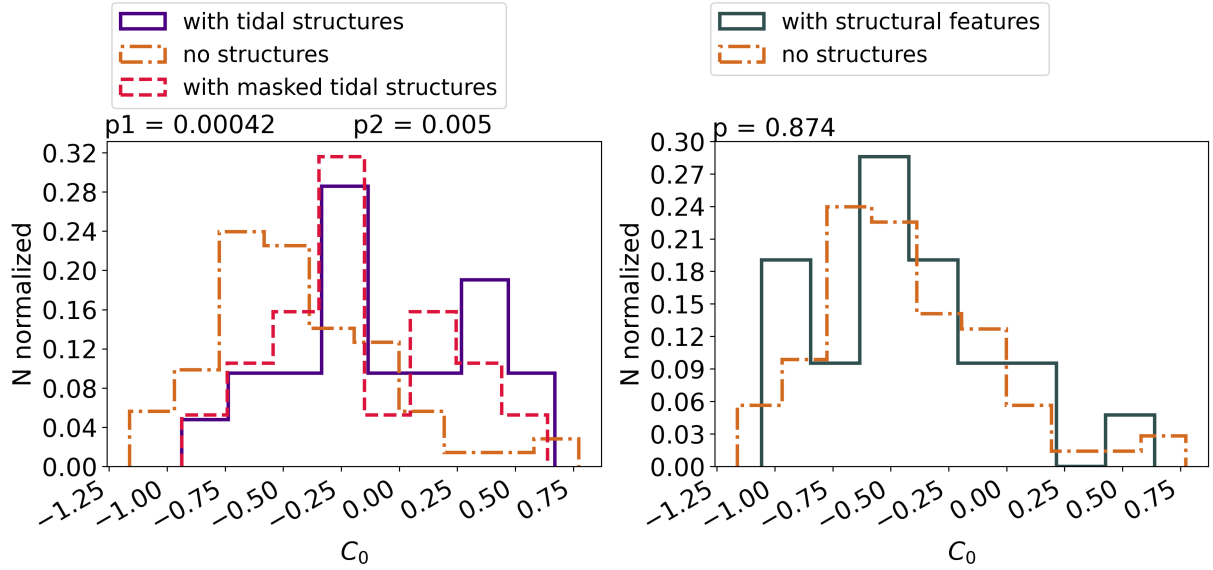 with tidal structures
no structures
with masked tidal structures
p1 = 0.00042 p2 = 0.005
N normalized
0.32
0.28
0.24
0.20
0.16
0.12
0.08
0.04
0.00
−1.25 −1.00 −0.75 −0.50 −0.25 0.00 0.25 0.50 0.75
C₀
with structural features
no structures
p = 0.874
N normalized
0.30
0.27
0.24
0.21
0.18
0.15
0.12
0.09
0.06
0.03
0.00
−1.25 −1.00 −0.75 −0.50 −0.25 0.00 0.25 0.50 0.75
C₀